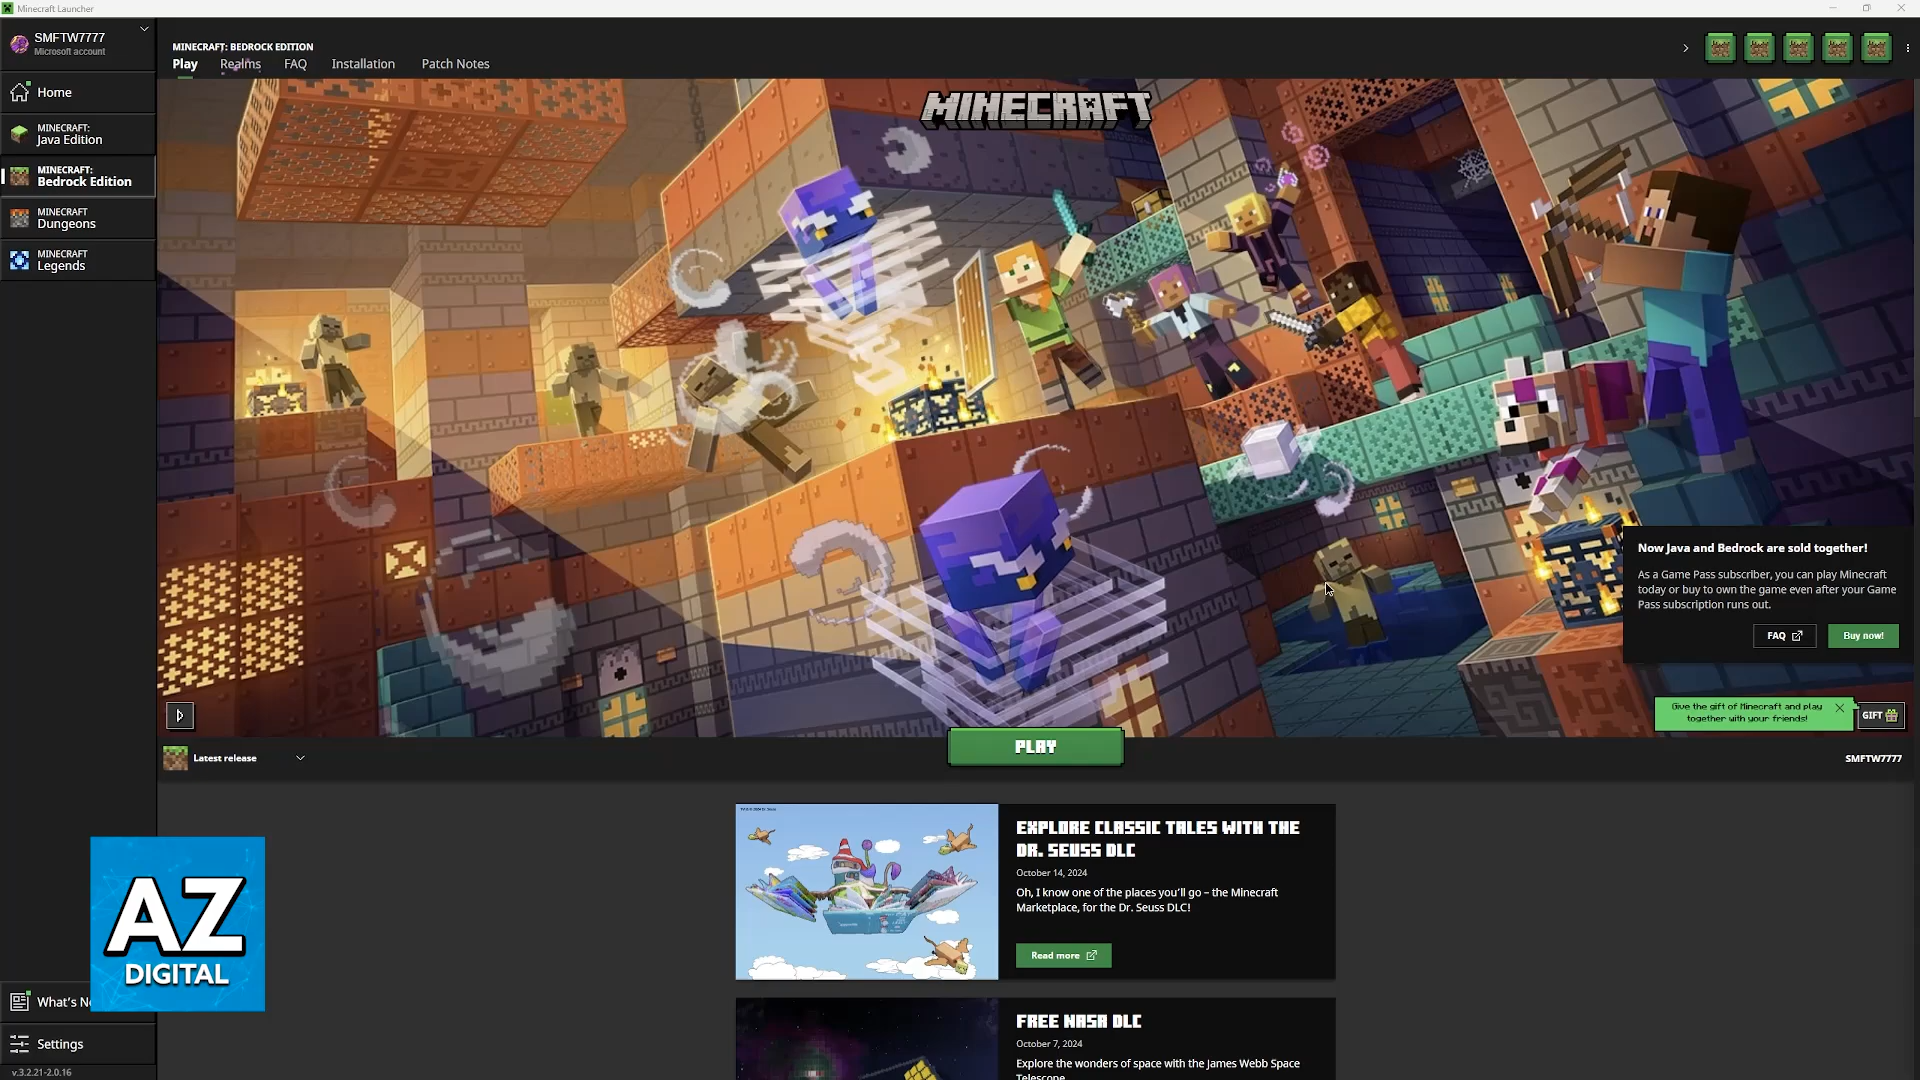 Minecraft Launcher
SMFTW7777
Microsoft account
Home
MINECRAFT:
Java Edition
MINECRAFT:
Bedrock Edition
MINECRAFT
Dungeons
MINECRAFT
Legends
MINECRAFT: BEDROCK EDITION
Play
Realms
FAQ
Installation
Patch Notes
MINECRAFT
Now Java and Bedrock are sold together!
As a Game Pass subscriber, you can play Minecraft
today or buy to own the game even after your Game
Pass subscription runs out.
FAQ
Buy now!
Give the gift of Minecraft and play
together with your friends!
GIFT
Latest release
PLAY
SMFTW7777
EXPLORE CLASSIC TALES WITH THE
DR. SEUSS DLC
October 14, 2024
Oh, I know one of the places you'll go – the Minecraft
Marketplace, for the Dr. Seuss DLC!
Read more
FREE NASA DLC
October 7, 2024
Explore the wonders of space with the James Webb Space
Telescope
AZ
DIGITAL
What's Ne
Settings
v.3.2.21-2.0.16